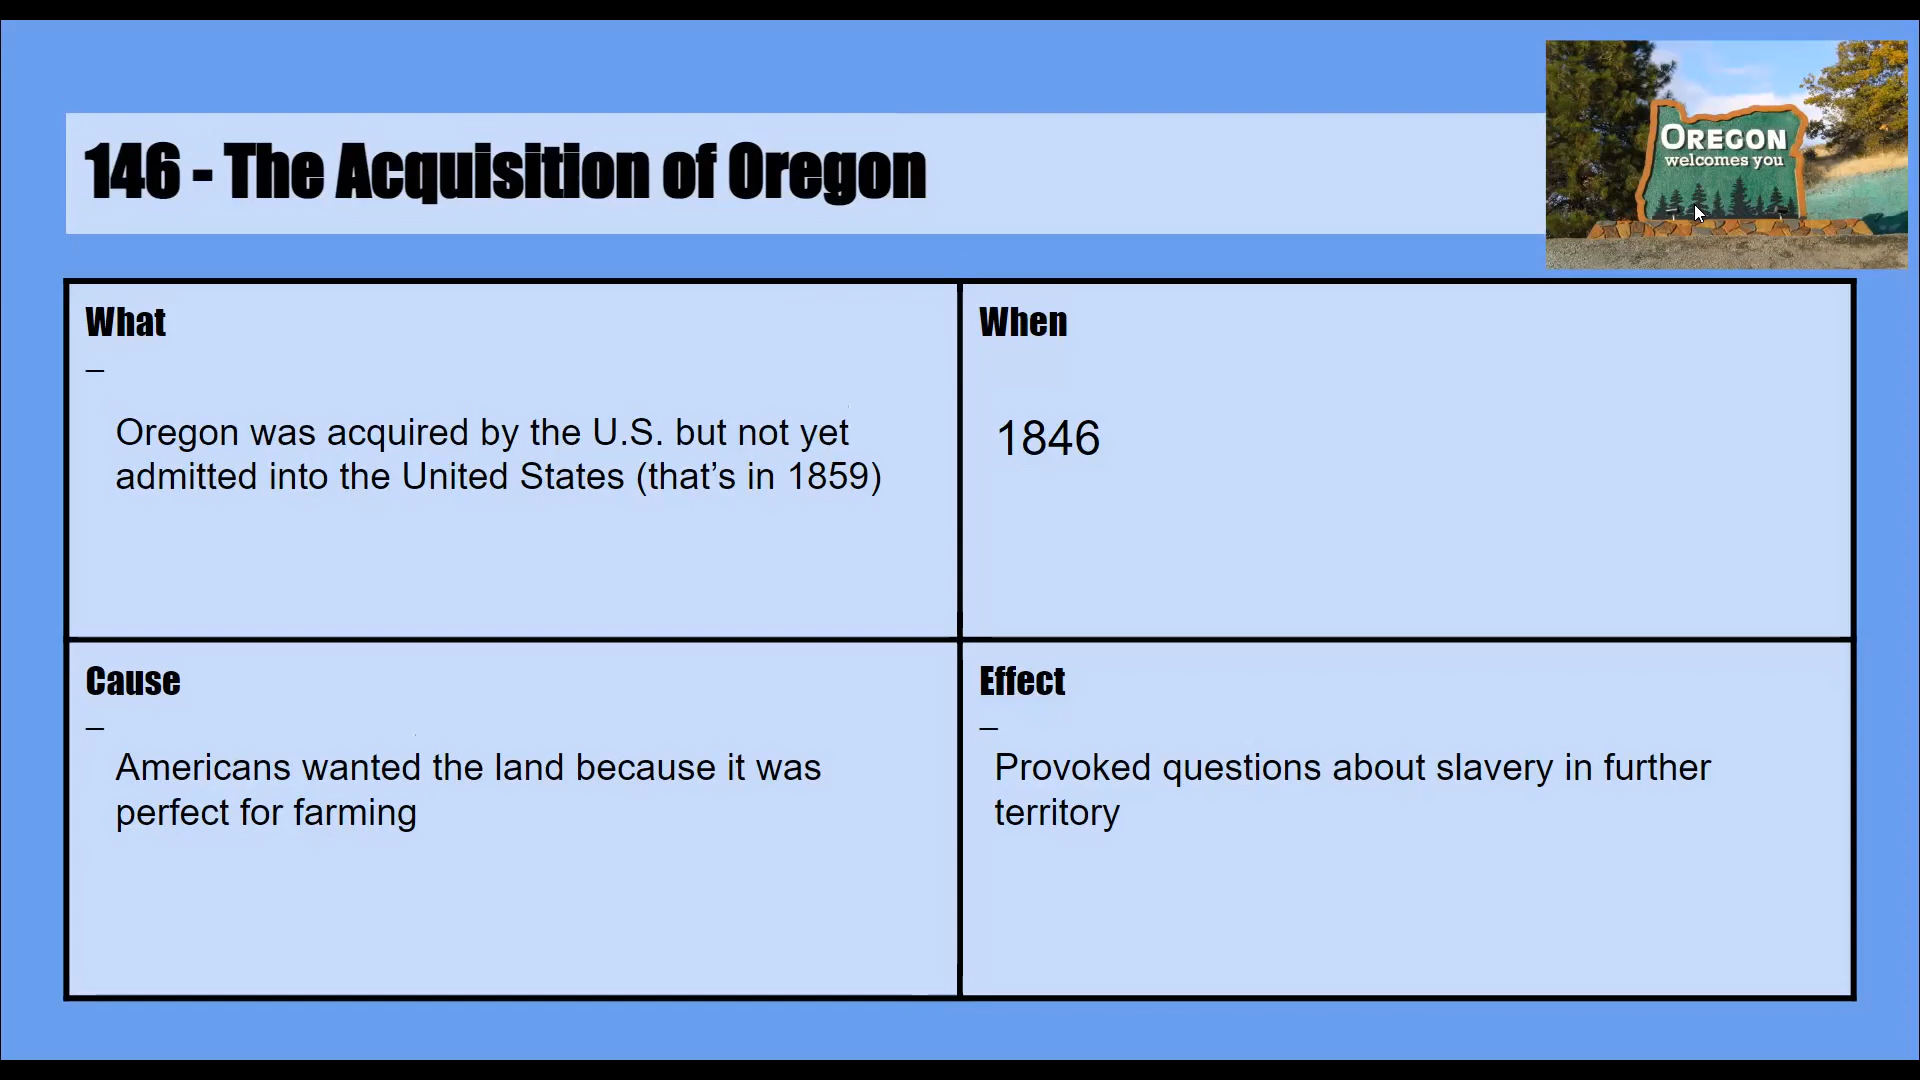 146 - The Acquisition of Oregon
OREGON
welcomes you
What
–
Oregon was acquired by the U.S. but not yet
admitted into the United States (that’s in 1859)
When
1846
Cause
–
Americans wanted the land because it was
perfect for farming
Effect
–
Provoked questions about slavery in further
territory